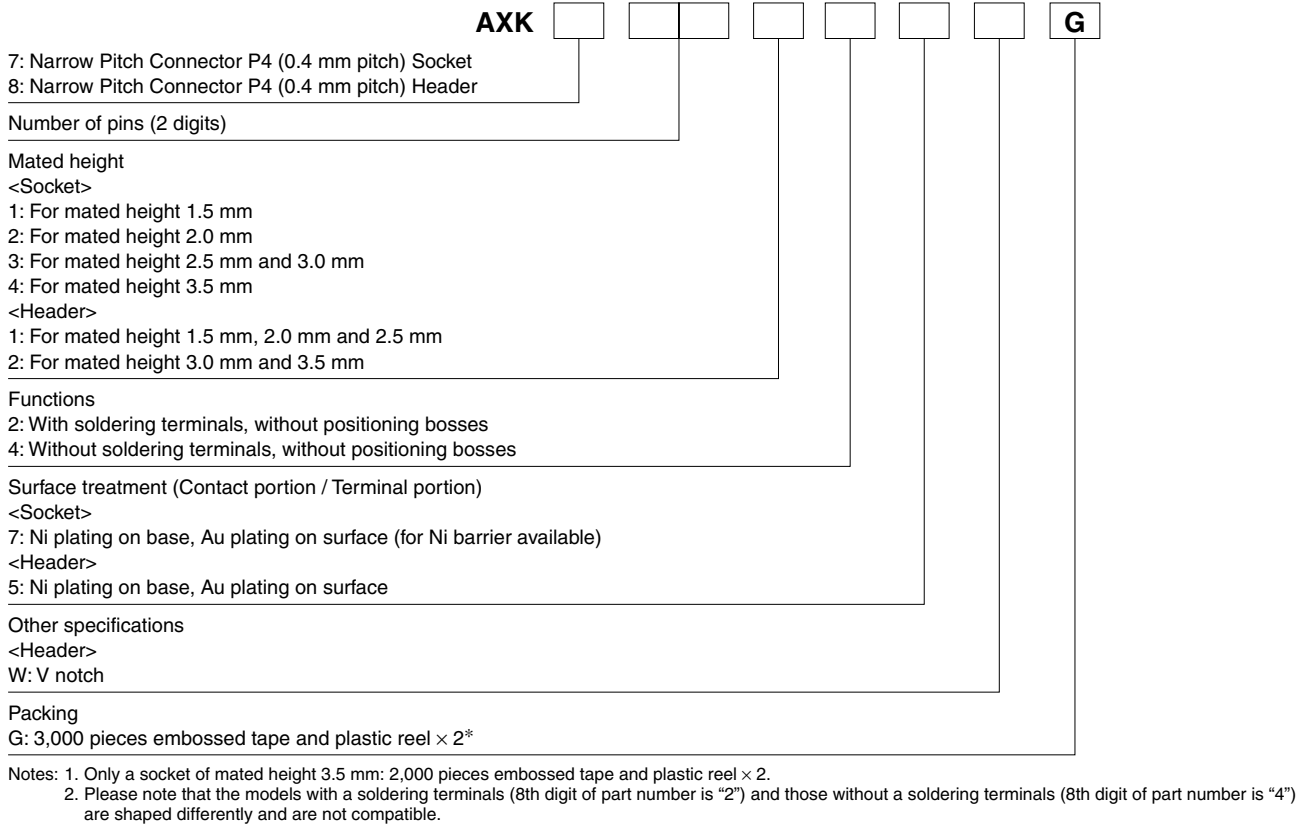 AXK G
7: Narrow Pitch Connector P4 (0.4 mm pitch) Socket
8: Narrow Pitch Connector P4 (0.4 mm pitch) Header
Number of pins (2 digits)
Mated height
<Socket>
1: For mated height 1.5 mm
2: For mated height 2.0 mm
3: For mated height 2.5 mm and 3.0 mm
4: For mated height 3.5 mm
<Header>
1: For mated height 1.5 mm, 2.0 mm and 2.5 mm
2: For mated height 3.0 mm and 3.5 mm
Functions
2: With soldering terminals, without positioning bosses
4: Without soldering terminals, without positioning bosses
Surface treatment (Contact portion / Terminal portion)
<Socket>
7: Ni plating on base, Au plating on surface (for Ni barrier available)
<Header>
5: Ni plating on base, Au plating on surface
Other specifications
<Header>
W: V notch
Packing
G: 3,000 pieces embossed tape and plastic reel × 2*
Notes: 1. Only a socket of mated height 3.5 mm: 2,000 pieces embossed tape and plastic reel × 2.
2. Please note that the models with a soldering terminals (8th digit of part number is “2”) and those without a soldering terminals (8th digit of part number is “4”)
are shaped differently and are not compatible.